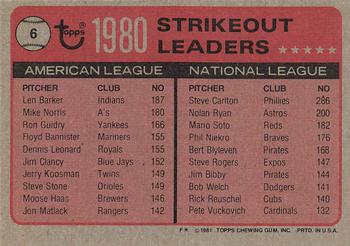 6
topps ®
1980
STRIKEOUT
LEADERS
AMERICAN LEAGUE NATIONAL LEAGUE
PITCHER CLUB NO PITCHER CLUB NO
Len Barker Indians 187 Steve Carlton Phillies 286
Mike Norris A's 180 Nolan Ryan Astros 200
Ron Guidry Yankees 166 Mario Soto Reds 182
Floyd Bannister Mariners 155 Phil Niekro Braves 176
Dennis Leonard Royals 155 Bert Blyleven Pirates 168
Jim Clancy Blue Jays 152 Steve Rogers Expos 147
Jerry Koosman Twins 149 Jim Bibby Pirates 144
Steve Stone Orioles 149 Bob Welch Dodgers 141
Moose Haas Brewers 146 Rick Reuschel Cubs 140
Jon Matlack Rangers 142 Pete Vuckovich Cardinals 132
F★ © 1981 TOPPS CHEWING GUM, INC. PRTD. IN U.S.A.